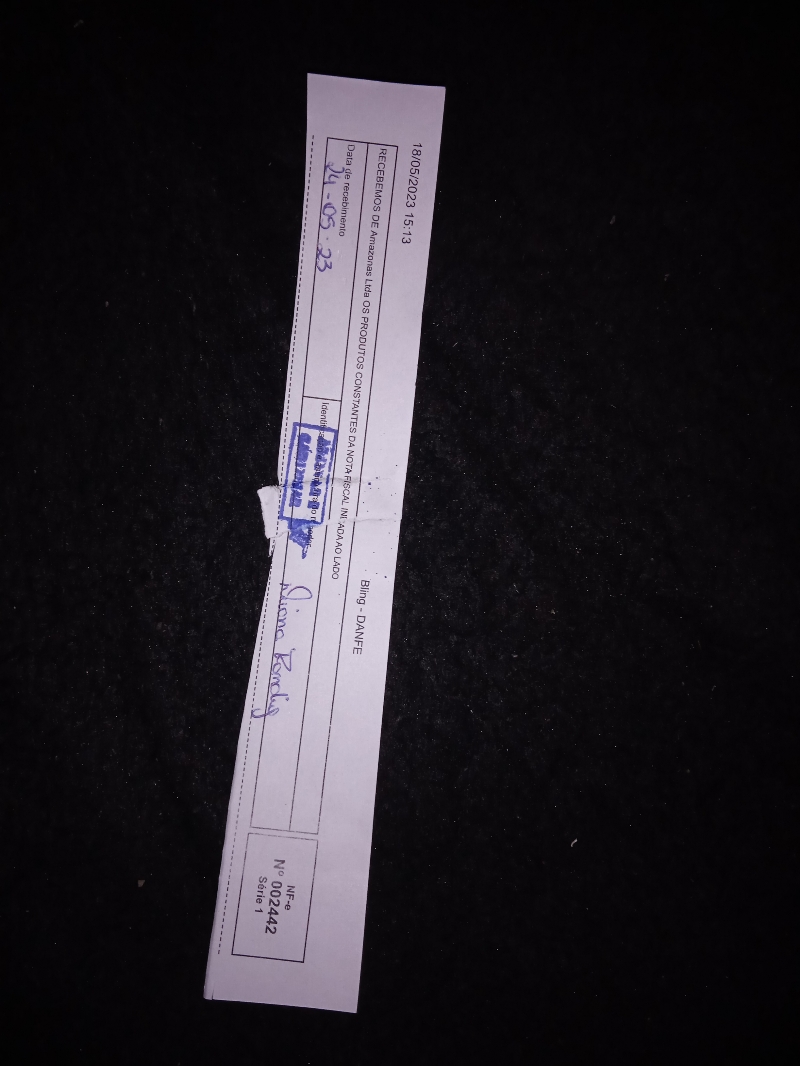 18/05/2023 15:13
Bling - DANFE
RECEBEMOS DE Amazonas Ltda OS PRODUTOS CONSTANTES DA NOTA FISCAL AO LADO
Data de recebimento
24-05-23
NF-e
Nº 002442
Série 1